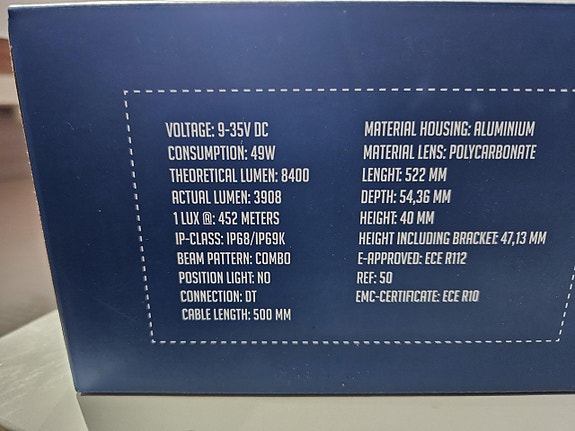 VOLTAGE: 9-35V DC
CONSUMPTION: 49W
THEORETICAL LUMEN: 8400
ACTUAL LUMEN: 3908
1 LUX @: 452 METERS
IP-CLASS: IP68/IP69K
BEAM PATTERN: COMBO
POSITION LIGHT: NO
CONNECTION: DT
CABLE LENGTH: 500 MM
MATERIAL HOUSING: ALUMINIUM
MATERIAL LENS: POLYCARBONATE
LENGHT: 522 MM
DEPTH: 54,36 MM
HEIGHT: 40 MM
HEIGHT INCLUDING BRACKET: 47,13 MM
E-APPROVED: ECE R112
REF: 50
EMC-CERTIFICATE: ECE R10